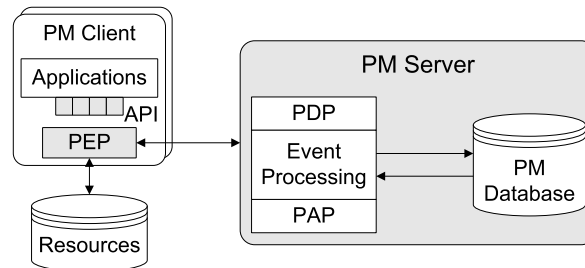 PM Client
Applications
API
PEP
Resources
PM Server
PDP
Event
Processing
PAP
PM
Database